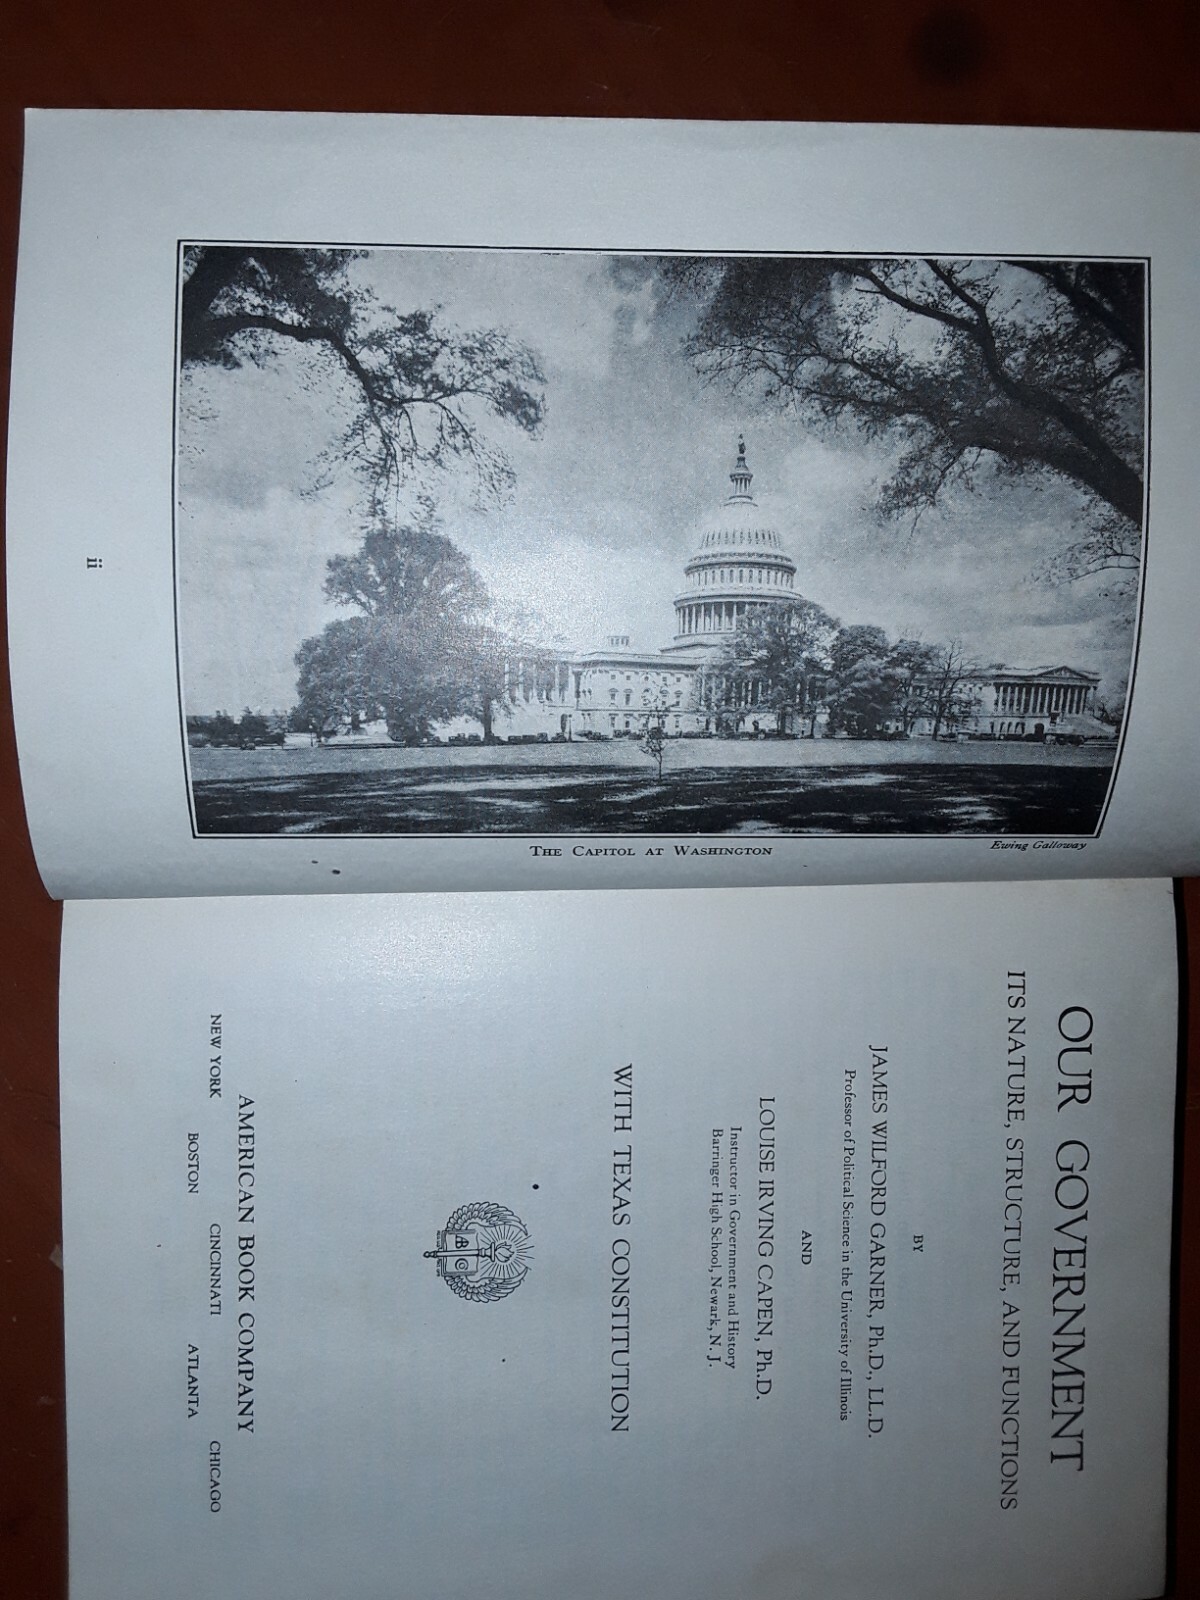 Ewing Galloway
THE CAPITOL AT WASHINGTON
ii
OUR GOVERNMENT
ITS NATURE, STRUCTURE, AND FUNCTIONS
BY
JAMES WILFORD GARNER, Ph.D., LL.D.
Professor of Political Science in the University of Illinois
AND
LOUISE IRVING CAPEN, Ph.D.
Instructor in Government and History
Barringer High School, Newark, N. J.
WITH TEXAS CONSTITUTION
AB
C
AMERICAN BOOK COMPANY
NEW YORK CINCINNATI CHICAGO
BOSTON ATLANTA